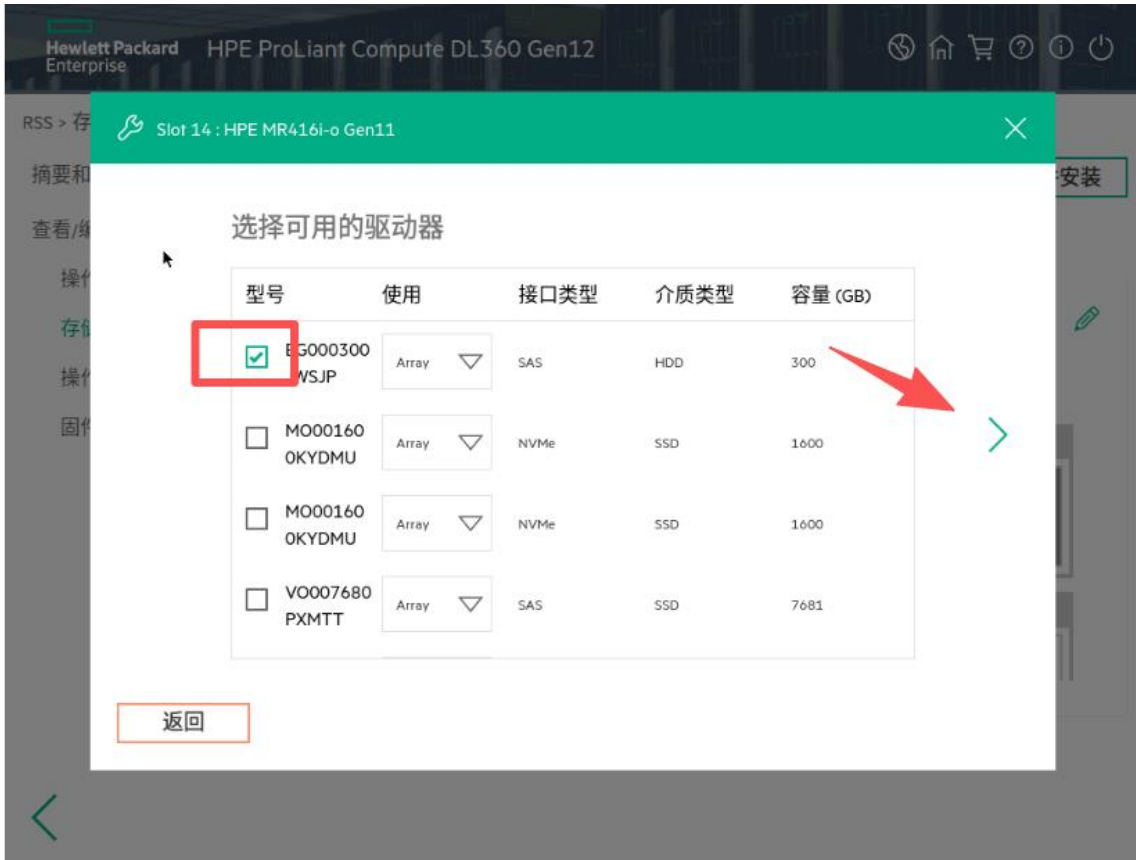 Hewlett Packard
Enterprise
HPE ProLiant Compute DL360 Gen12
RSS > 存
Slot 14 : HPE MR416i-o Gen11
摘要和
安装
查看/编
操作
存储
操作
固件
选择可用的驱动器
型号 使用 接口类型 介质类型 容量 (GB)
EG000300 Array SAS HDD 300
WSJP
MO00160 Array NVMe SSD 1600
0KYDMU
MO00160 Array NVMe SSD 1600
0KYDMU
VO007680 Array SAS SSD 7681
PXMTT
返回